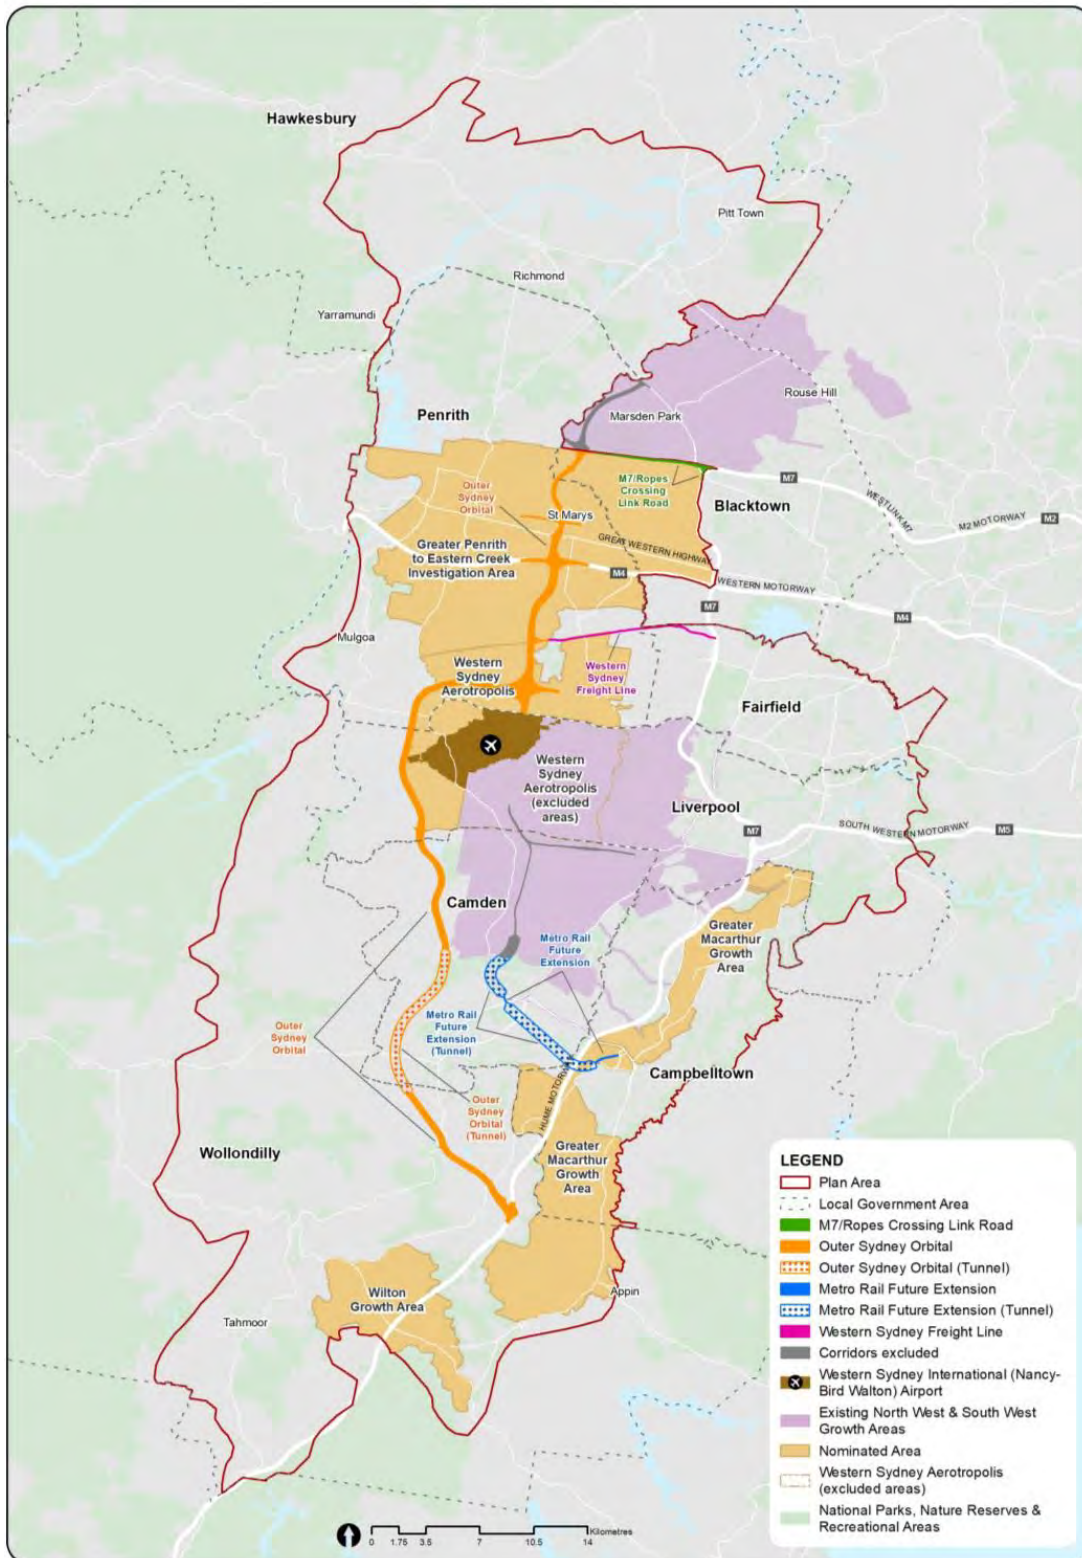 Hawkesbury
Pitt Town
Richmond
Yarramundi
Rouse Hill
Penrith
Marsden Park
M7/Ropes
Crossing
Link Road
M7
Blacktown
WESTLINK M7
M2 MOTORWAY
M2
Outer
Sydney
Orbital
St Marys
GREAT WESTERN HIGHWAY
Greater Penrith
to Eastern Creek
Investigation Area
M4
WESTERN MOTORWAY
M7
M4
Mulgoa
Western
Sydney
Aerotropolis
Western
Sydney
Freight Line
Fairfield
Western
Sydney
Aerotropolis
(excluded
areas)
Liverpool
M7
SOUTH WESTERN MOTORWAY
M5
Camden
Metro Rail
Future
Extension
Greater
Macarthur
Growth
Area
Outer
Sydney
Orbital
Metro Rail
Future
Extension
(Tunnel)
Campbelltown
HUME MOTORWAY
Outer
Sydney
Orbital
(Tunnel)
Wollondilly
Greater
Macarthur
Growth
Area
Wilton
Growth Area
Appin
Tahmoor
LEGEND
Plan Area
Local Government Area
M7/Ropes Crossing Link Road
Outer Sydney Orbital
Outer Sydney Orbital (Tunnel)
Metro Rail Future Extension
Metro Rail Future Extension (Tunnel)
Western Sydney Freight Line
Corridors excluded
Western Sydney International (Nancy-
Bird Walton) Airport
Existing North West & South West
Growth Areas
Nominated Area
Western Sydney Aerotropolis
(excluded areas)
National Parks, Nature Reserves &
Recreational Areas
Kilometres
0 1.75 3.5 7 10.5 14